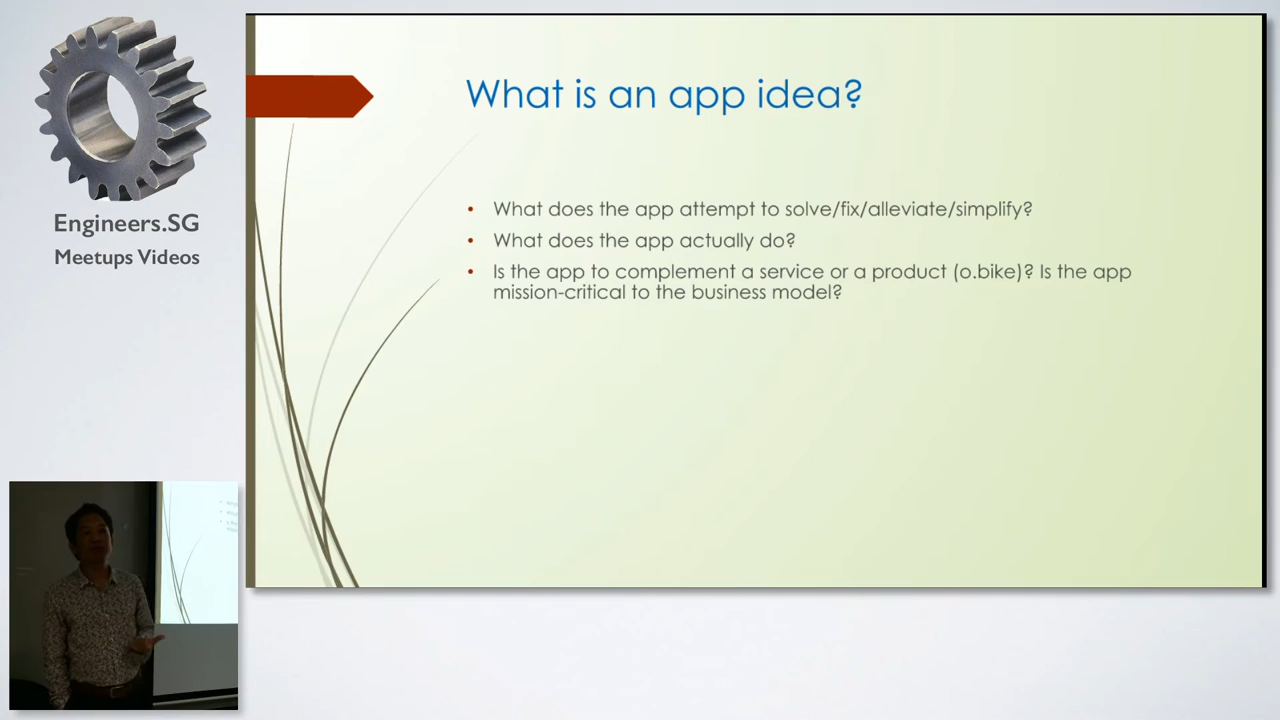 Engineers.SG
Meetups Videos
What is an app idea?
• What does the app attempt to solve/fix/alleviate/simplify?
• What does the app actually do?
• Is the app to complement a service or a product (o.bike)? Is the app
mission-critical to the business model?